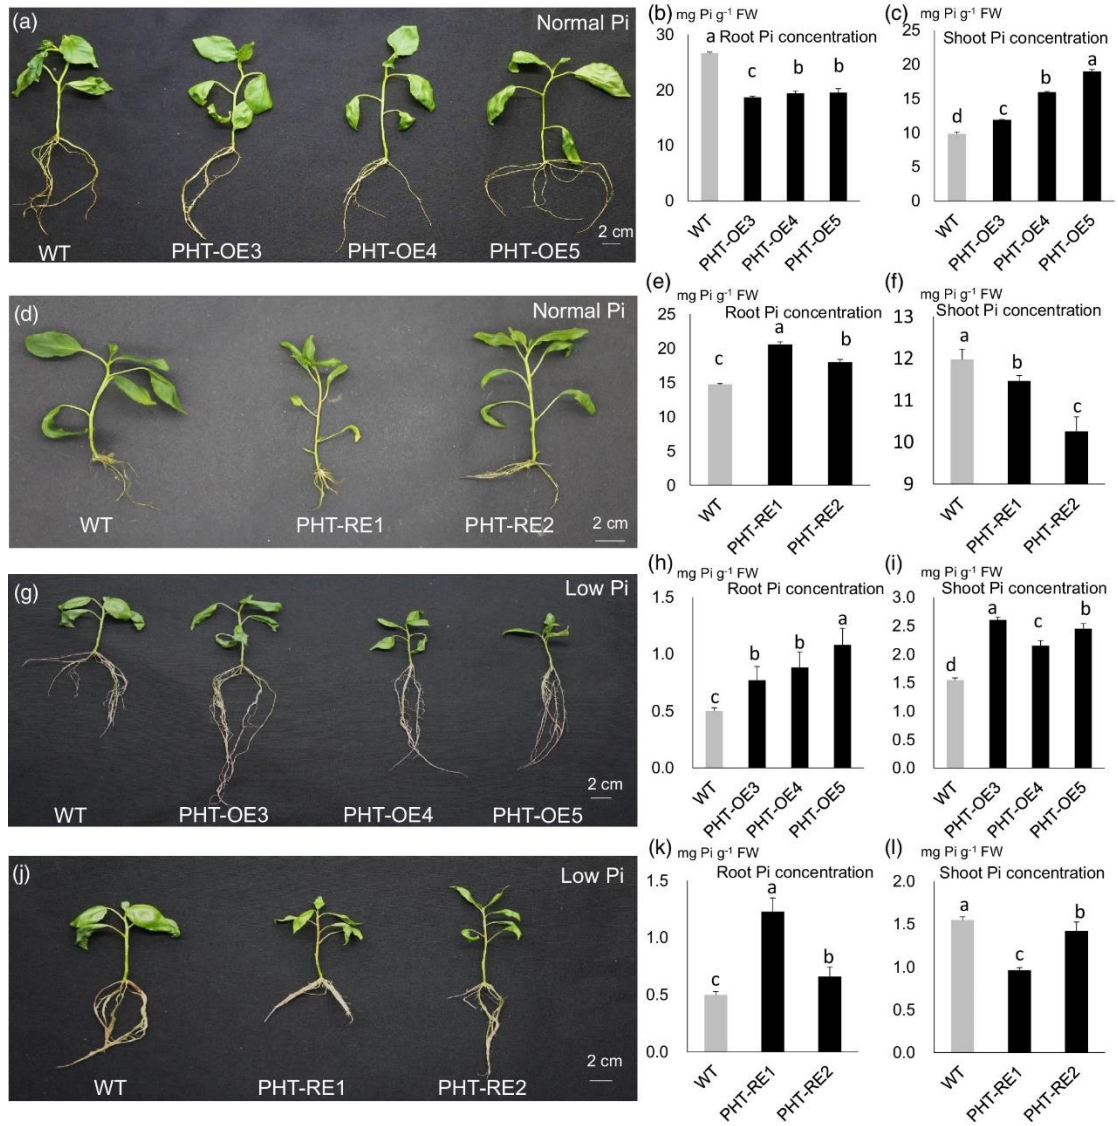 (a)
Normal Pi
WT
PHT-OE3
PHT-OE4
PHT-OE5
2 cm
(b)
mg Pi g-1 FW
Root Pi concentration
30
25
20
15
10
5
0
a
c
b
b
WT
PHT-OE3
PHT-OE4
PHT-OE5
(c)
mg Pi g-1 FW
Shoot Pi concentration
25
20
15
10
5
0
d
c
b
a
WT
PHT-OE3
PHT-OE4
PHT-OE5
(d)
Normal Pi
WT
PHT-RE1
PHT-RE2
2 cm
(e)
mg Pi g-1 FW
Root Pi concentration
25
20
15
10
5
0
c
a
b
WT
PHT-RE1
PHT-RE2
(f)
mg Pi g-1 FW
Shoot Pi concentration
13
12
11
10
9
a
b
c
WT
PHT-RE1
PHT-RE2
(g)
Low Pi
WT
PHT-OE3
PHT-OE4
PHT-OE5
2 cm
(h)
mg Pi g-1 FW
Root Pi concentration
1.5
1.0
0.5
0.0
c
b
b
a
WT
PHT-OE3
PHT-OE4
PHT-OE5
(i)
mg Pi g-1 FW
Shoot Pi concentration
3.0
2.5
2.0
1.5
1.0
0.5
0.0
d
a
c
b
WT
PHT-OE3
PHT-OE4
PHT-OE5
(j)
Low Pi
WT
PHT-RE1
PHT-RE2
2 cm
(k)
mg Pi g-1 FW
Root Pi concentration
1.5
1.0
0.5
0.0
c
a
b
WT
PHT-RE1
PHT-RE2
(l)
mg Pi g-1 FW
Shoot Pi concentration
2.0
1.5
1.0
0.5
0.0
a
c
b
WT
PHT-RE1
PHT-RE2